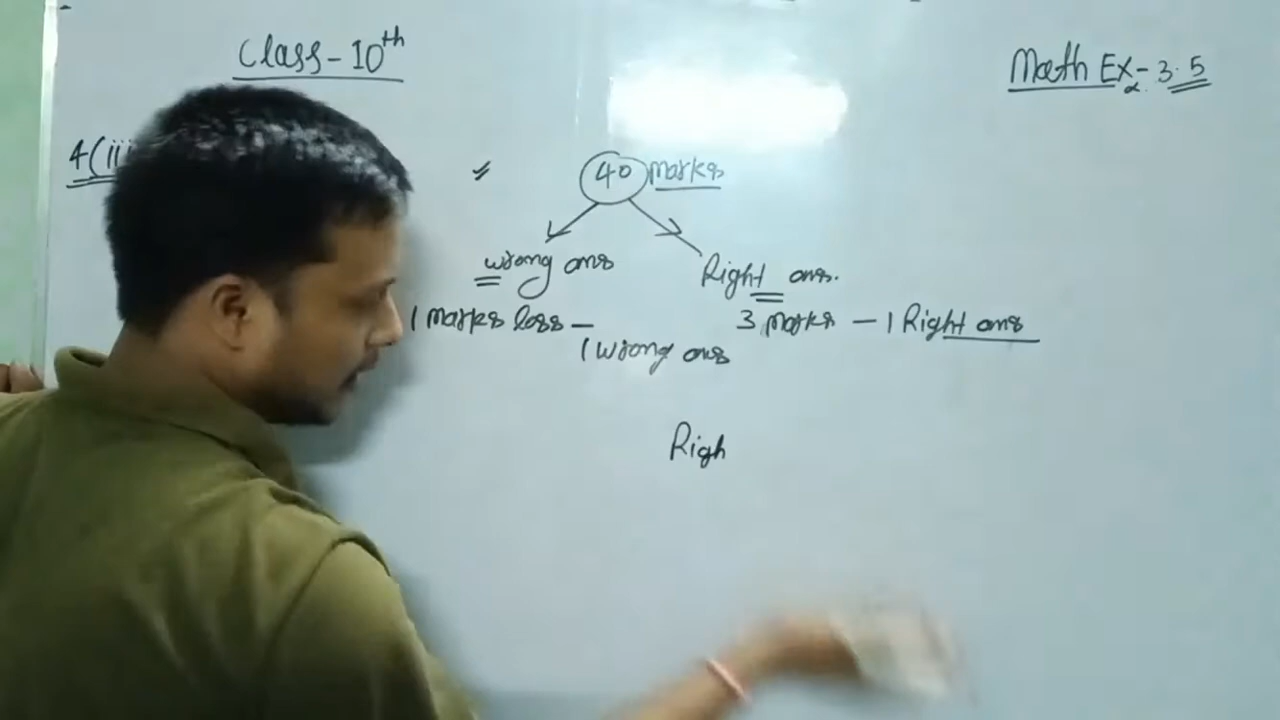 Class-10th
Math Ex-3.5
4(iii
40 marks
wrong ans
Right ans.
1 marks loss -
1 wrong ans
3 marks - 1 Right ans
Righ